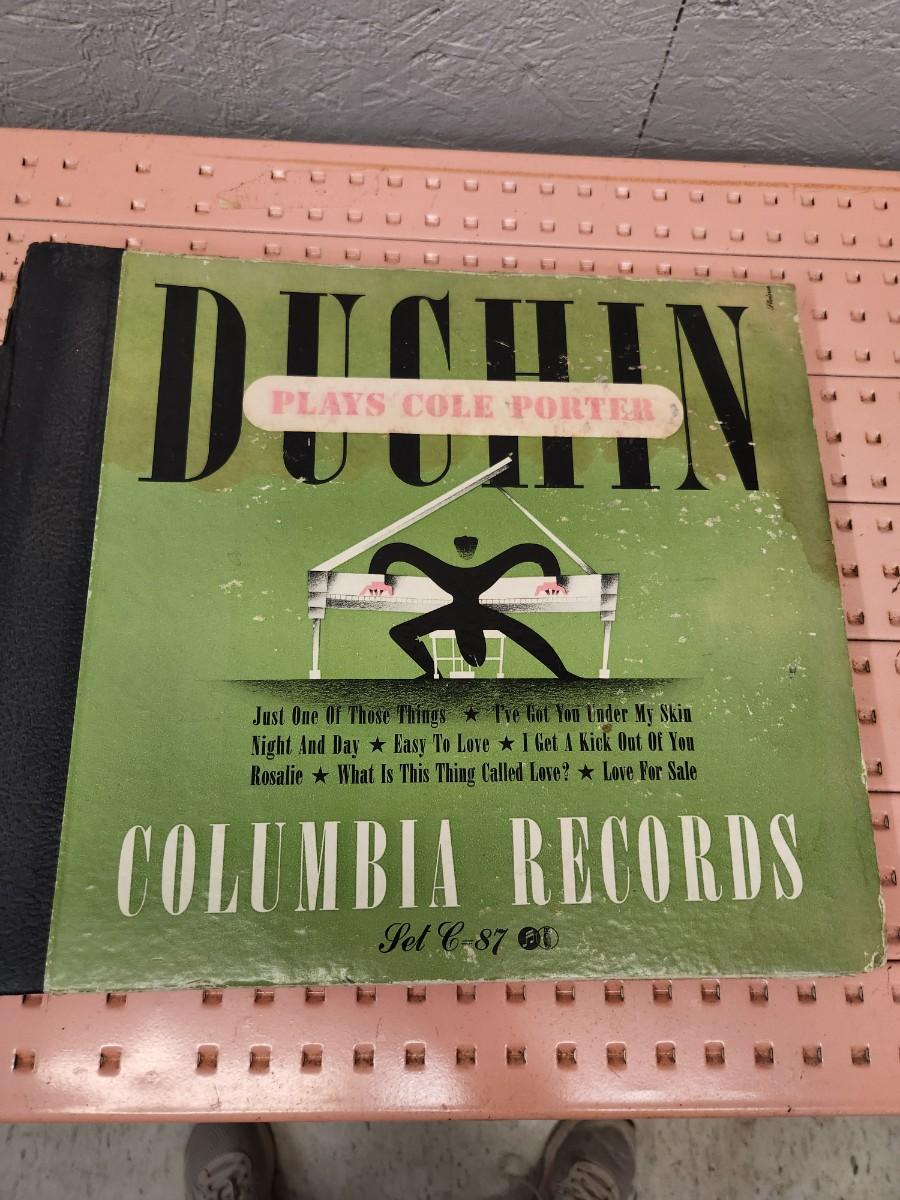 DUCHIN
PLAYS COLE PORTER
Just One Of Those Things ★ I've Got You Under My Skin
Night And Day ★ Easy To Love ★ I Get A Kick Out Of You
Rosalie ★ What Is This Thing Called Love? ★ Love For Sale
COLUMBIA RECORDS
Set C-87